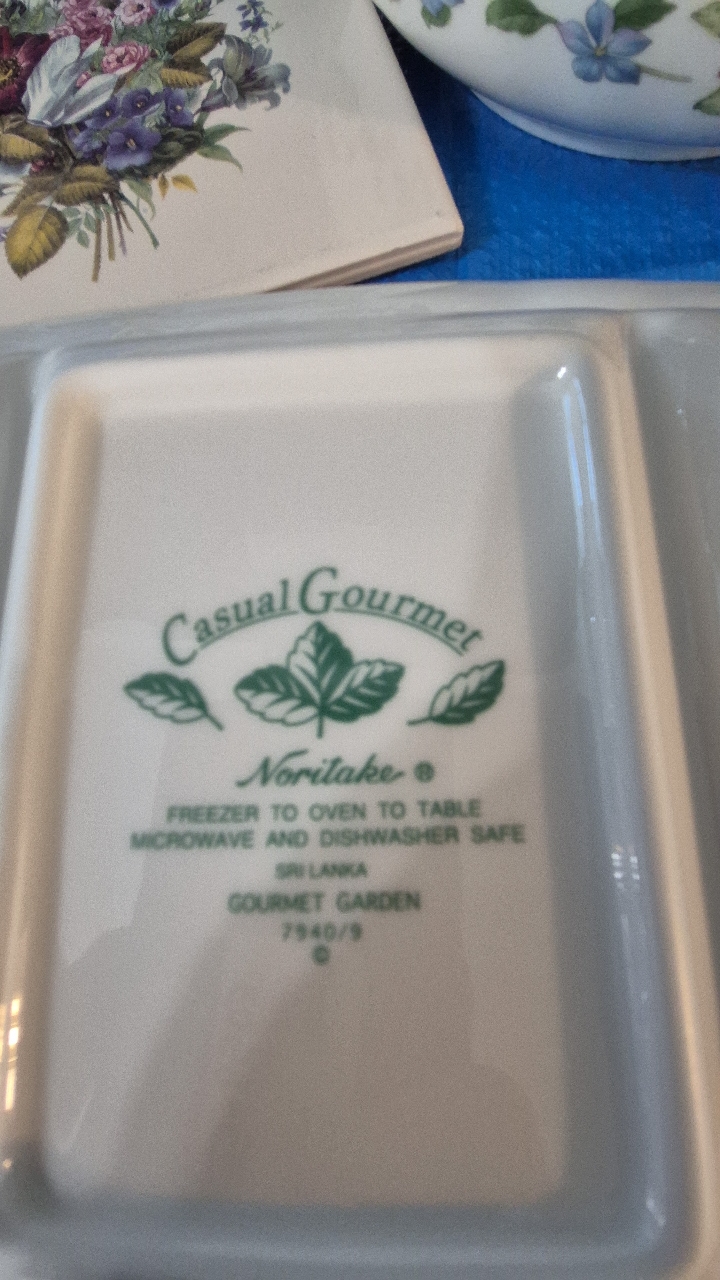 Casual Gourmet
Noritake ®
FREEZER TO OVEN TO TABLE
MICROWAVE AND DISHWASHER SAFE
SRI LANKA
GOURMET GARDEN
7940/9
©